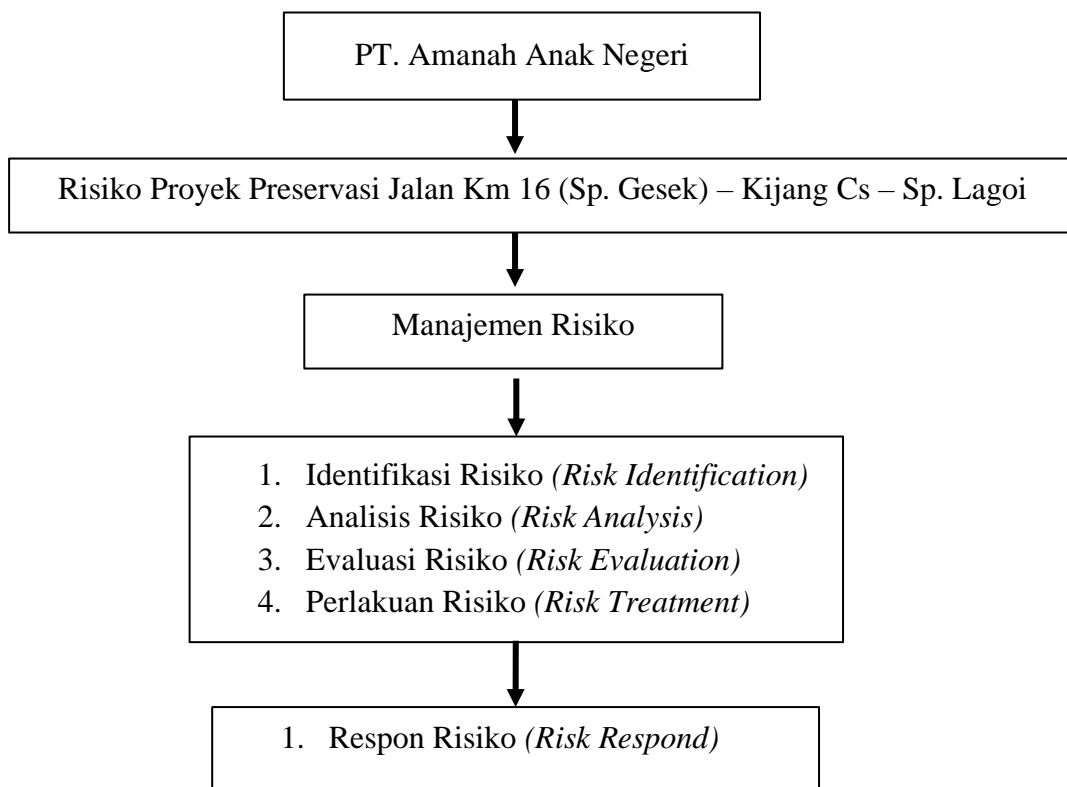 PT. Amanah Anak Negeri
Risiko Proyek Preservasi Jalan Km 16 (Sp. Gesek) – Kijang Cs – Sp. Lagoi
Manajemen Risiko
1. Identifikasi Risiko (Risk Identification)
2. Analisis Risiko (Risk Analysis)
3. Evaluasi Risiko (Risk Evaluation)
4. Perlakuan Risiko (Risk Treatment)
1. Respon Risiko (Risk Respond)